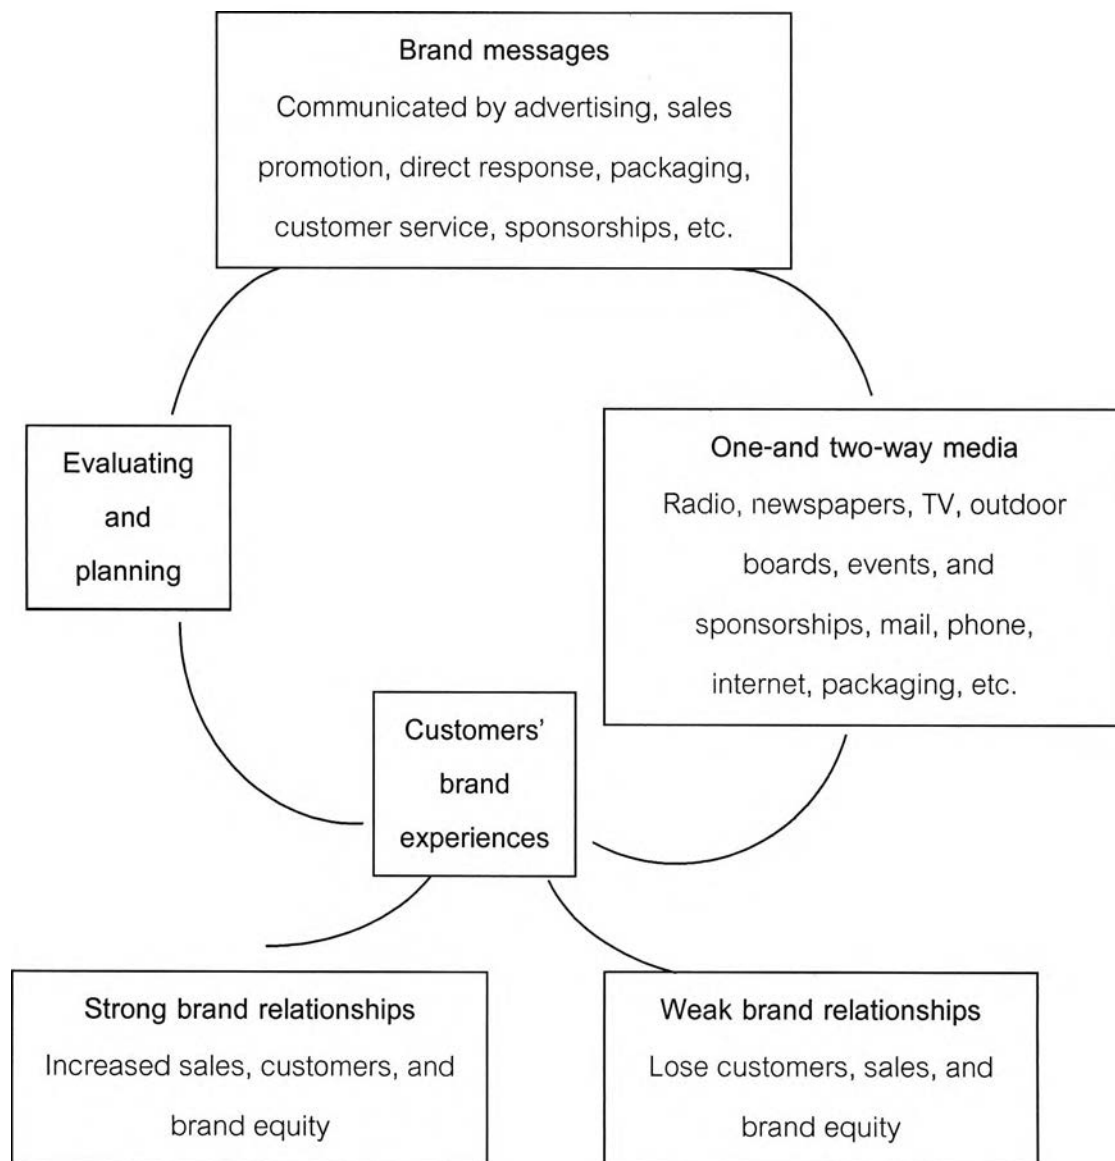 Brand messages
Communicated by advertising, sales
promotion, direct response, packaging,
customer service, sponsorships, etc.
Evaluating
and
planning
One-and two-way media
Radio, newspapers, TV, outdoor
boards, events, and
sponsorships, mail, phone,
internet, packaging, etc.
Customers’
brand
experiences
Strong brand relationships
Increased sales, customers, and
brand equity
Weak brand relationships
Lose customers, sales, and
brand equity